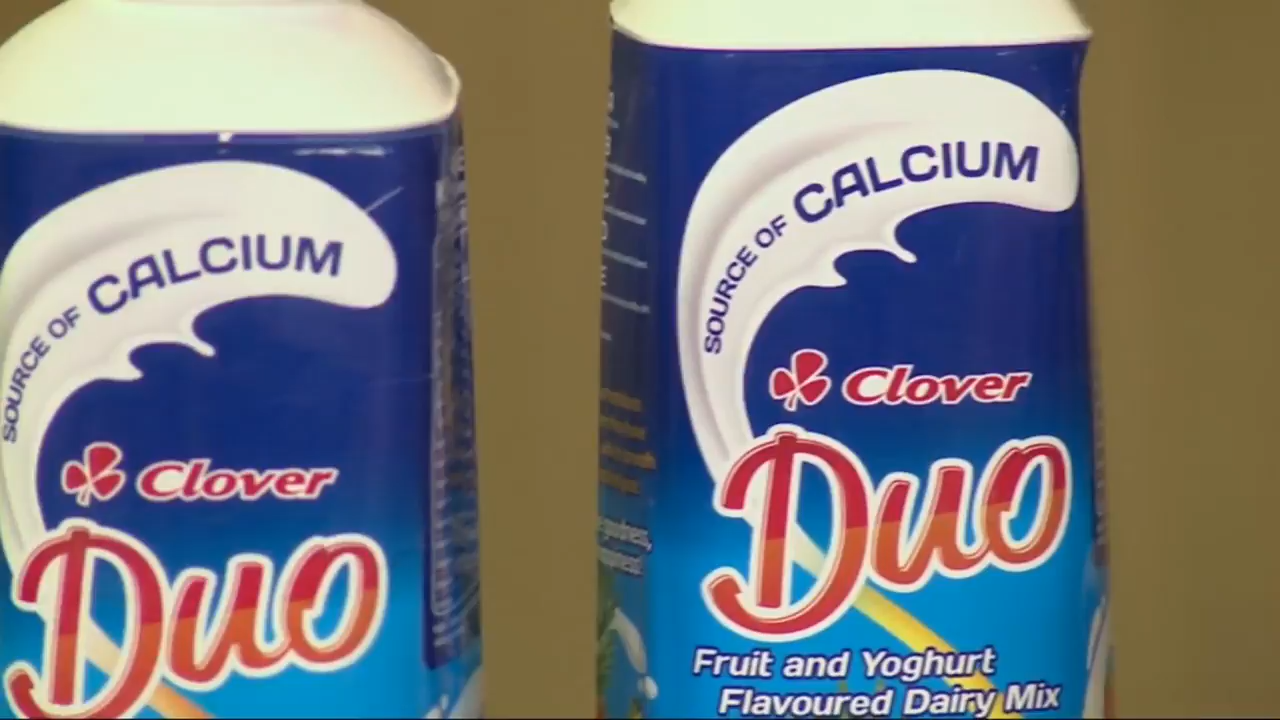 SOURCE OF CALCIUM
Clover
Duo
SOURCE OF CALCIUM
Clover
Duo
Fruit and Yoghurt
Flavoured Dairy Mix